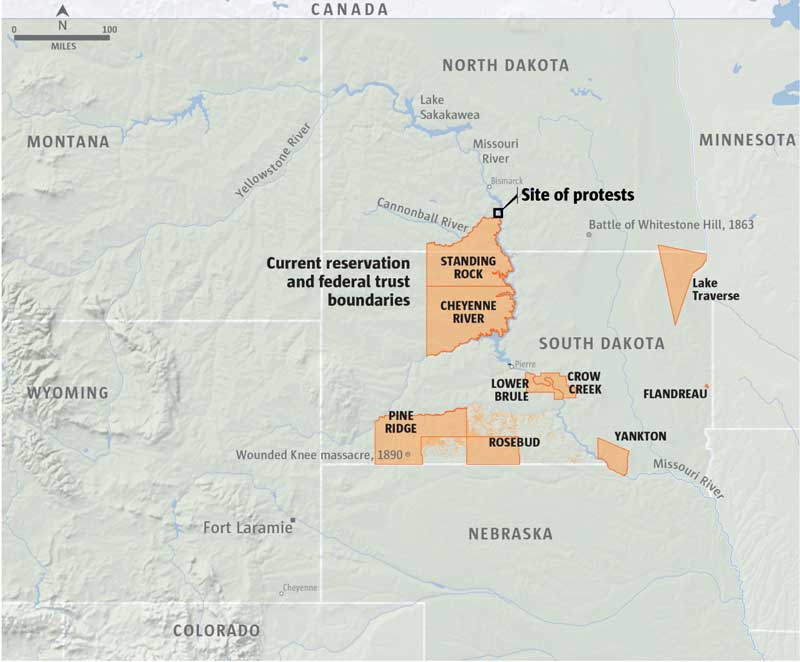 CANADA
N
0 100
MILES
NORTH DAKOTA
Lake
Sakakawea
MONTANA
MINNESOTA
Missouri
River
Yellowstone River
Bismarck
Site of protests
Cannonball River
Battle of Whitestone Hill, 1863
Current reservation
and federal trust
boundaries
STANDING
ROCK
Lake
Traverse
CHEYENNE
RIVER
SOUTH DAKOTA
Pierre
LOWER
BRULE
CROW
CREEK
WYOMING
FLANDREAU
PINE
RIDGE
ROSEBUD
YANKTON
Wounded Knee massacre, 1890
Missouri River
Fort Laramie
NEBRASKA
Cheyenne
COLORADO